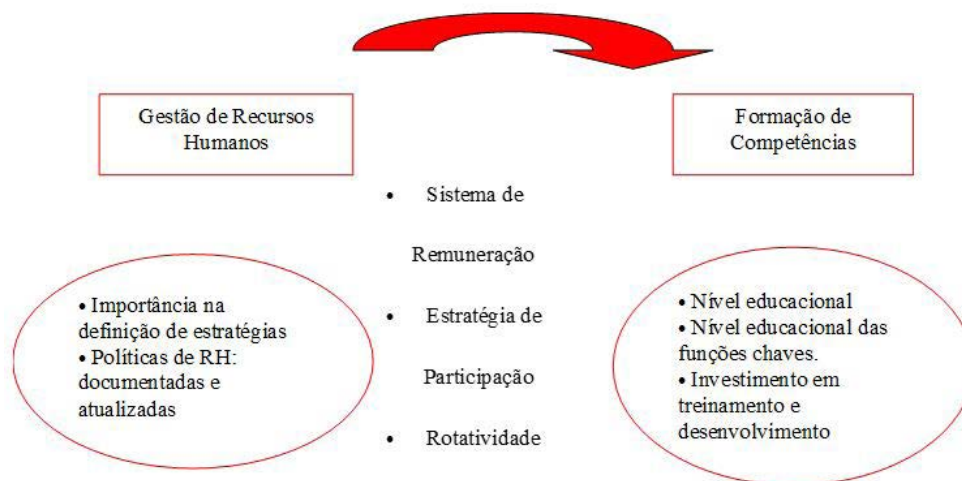 Gestão de Recursos
Humanos
Formação de
Competências
• Sistema de
Remuneração
• Estratégia de
Participação
• Rotatividade
• Importância na
definição de estratégias
• Políticas de RH:
documentadas e
atualizadas
• Nível educacional
• Nível educacional das
funções chaves.
• Investimento em
treinamento e
desenvolvimento